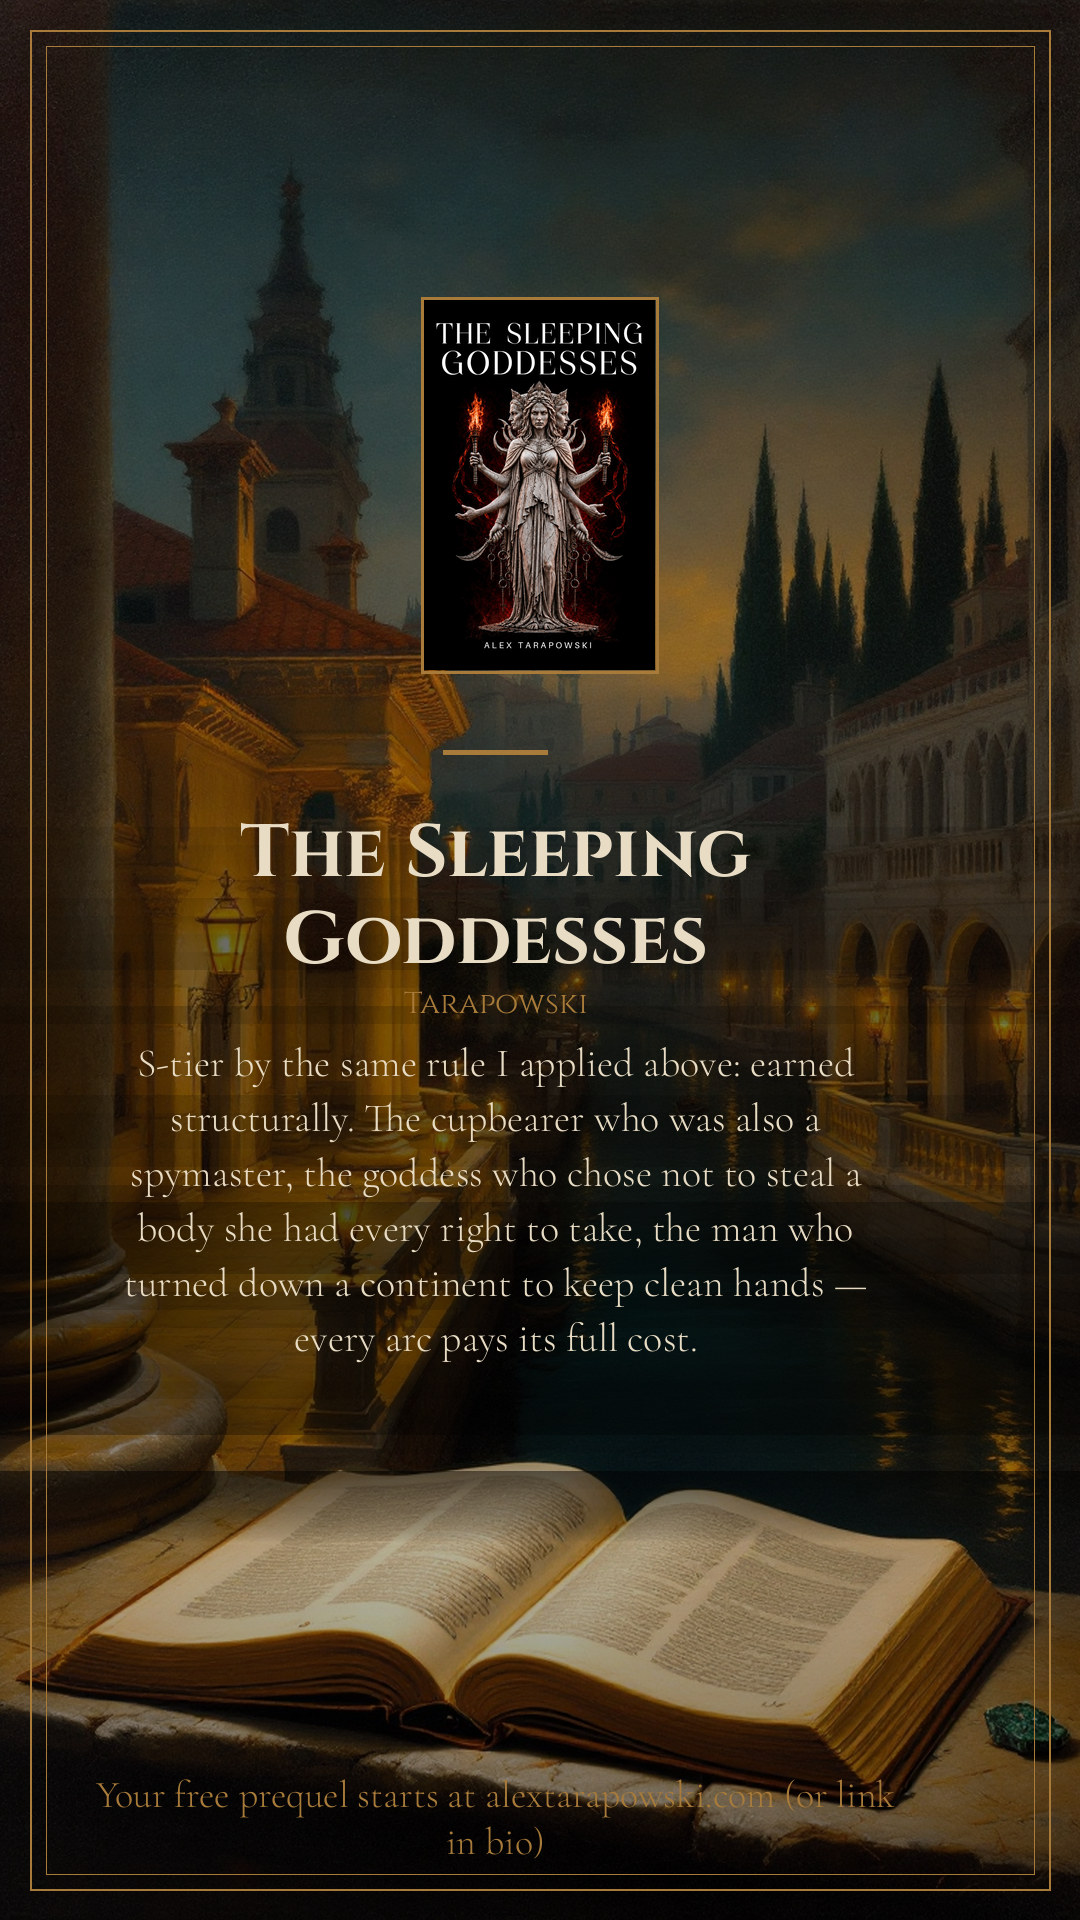 THE SLEEPING
GODDESSES
ALEX TARAPOWSKI
The Sleeping
Goddesses
Tarapowski
S-tier by the same rule I applied above: earned
structurally. The cupbearer who was also a
spymaster, the goddess who chose not to steal a
body she had every right to take, the man who
turned down a continent to keep clean hands —
every arc pays its full cost.
Your free prequel starts at alextarapowski.com (or link
in bio)